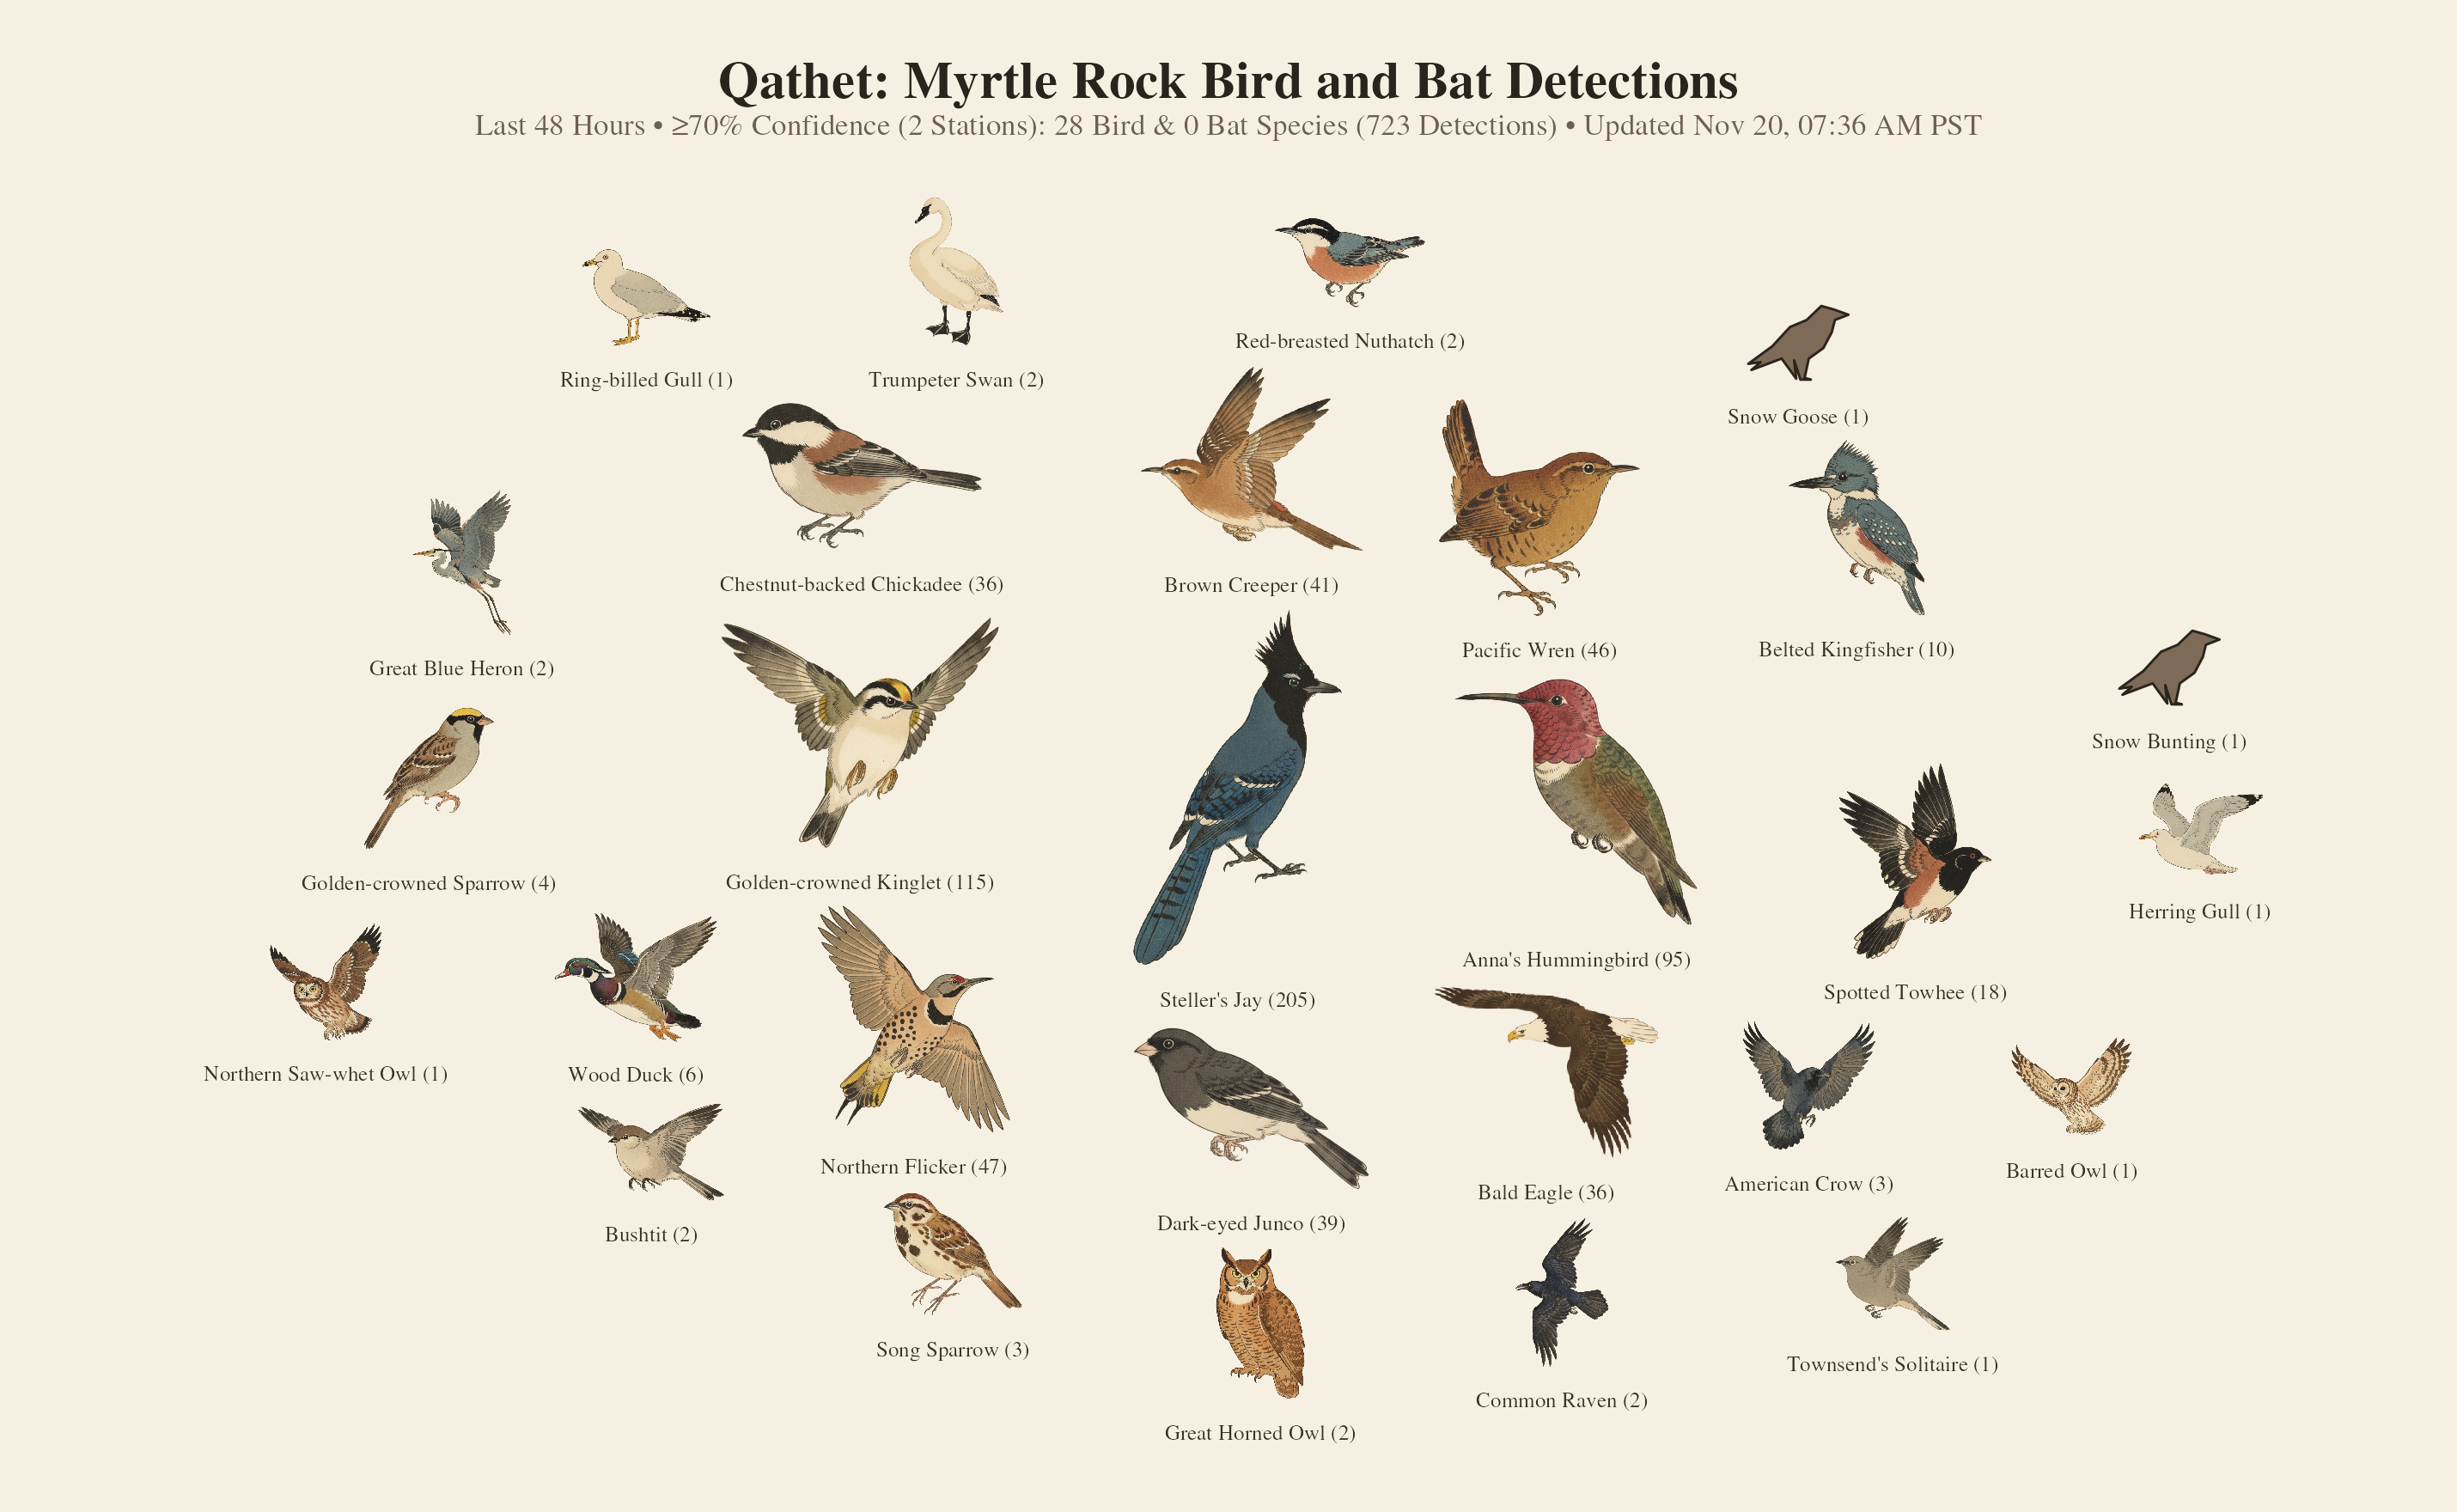 Qathet: Myrtle Rock Bird and Bat Detections
Last 48 Hours • ≥70% Confidence (2 Stations): 28 Bird & 0 Bat Species (723 Detections) • Updated Nov 20, 07:36 AM PST
Red-breasted Nuthatch (2)
Ring-billed Gull (1)
Trumpeter Swan (2)
Snow Goose (1)
Chestnut-backed Chickadee (36)
Brown Creeper (41)
Pacific Wren (46)
Belted Kingfisher (10)
Great Blue Heron (2)
Snow Bunting (1)
Golden-crowned Sparrow (4)
Golden-crowned Kinglet (115)
Herring Gull (1)
Anna's Hummingbird (95)
Spotted Towhee (18)
Steller's Jay (205)
Northern Saw-whet Owl (1)
Wood Duck (6)
Northern Flicker (47)
Barred Owl (1)
American Crow (3)
Bald Eagle (36)
Dark-eyed Junco (39)
Bushtit (2)
Song Sparrow (3)
Townsend's Solitaire (1)
Common Raven (2)
Great Horned Owl (2)